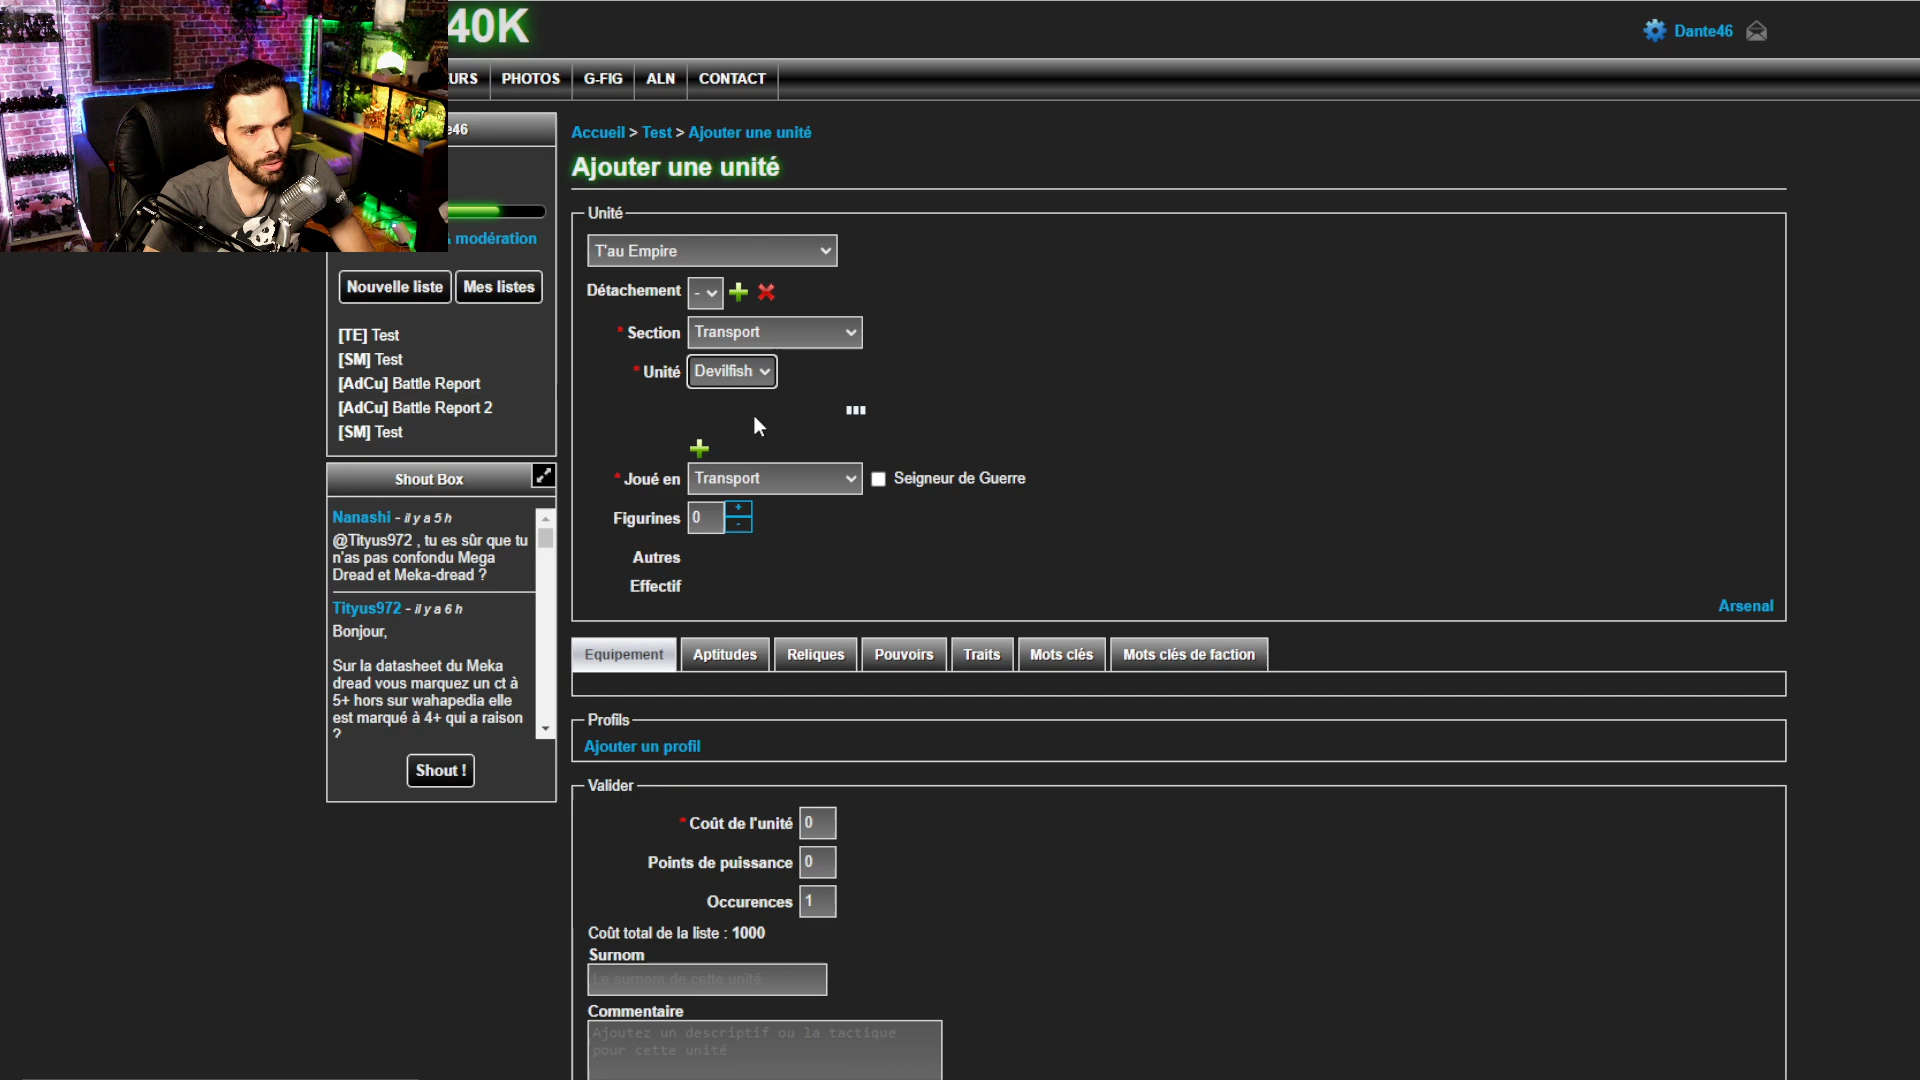 40K
Dante46
URS
PHOTOS
G-FIG
ALN
CONTACT
e46
modération
Nouvelle liste
Mes listes
[TE] Test
[SM] Test
[AdCu] Battle Report
[AdCu] Battle Report 2
[SM] Test
Shout Box
Nanashi - il y a 5 h
@Tityus972 , tu es sûr que tu
n'as pas confondu Mega
Dread et Meka-dread ?
Tityus972 - il y a 6 h
Bonjour,
Sur la datasheet du Meka
dread vous marquez un ct à
5+ hors sur wahapedia elle
est marqué à 4+ qui a raison
?
Shout !
Accueil > Test > Ajouter une unité
Ajouter une unité
Unité
T'au Empire
Détachement -
* Section Transport
* Unité Devilfish
* Joué en Transport Seigneur de Guerre
Figurines 0 + -
Autres
Effectif
Arsenal
Equipement
Aptitudes
Reliques
Pouvoirs
Traits
Mots clés
Mots clés de faction
Profils
Ajouter un profil
Valider
* Coût de l'unité 0
Points de puissance 0
Occurences 1
Coût total de la liste : 1000
Surnom
Le surnom de cette unité
Commentaire
Ajoutez un descriptif ou la tactique
pour cette unité